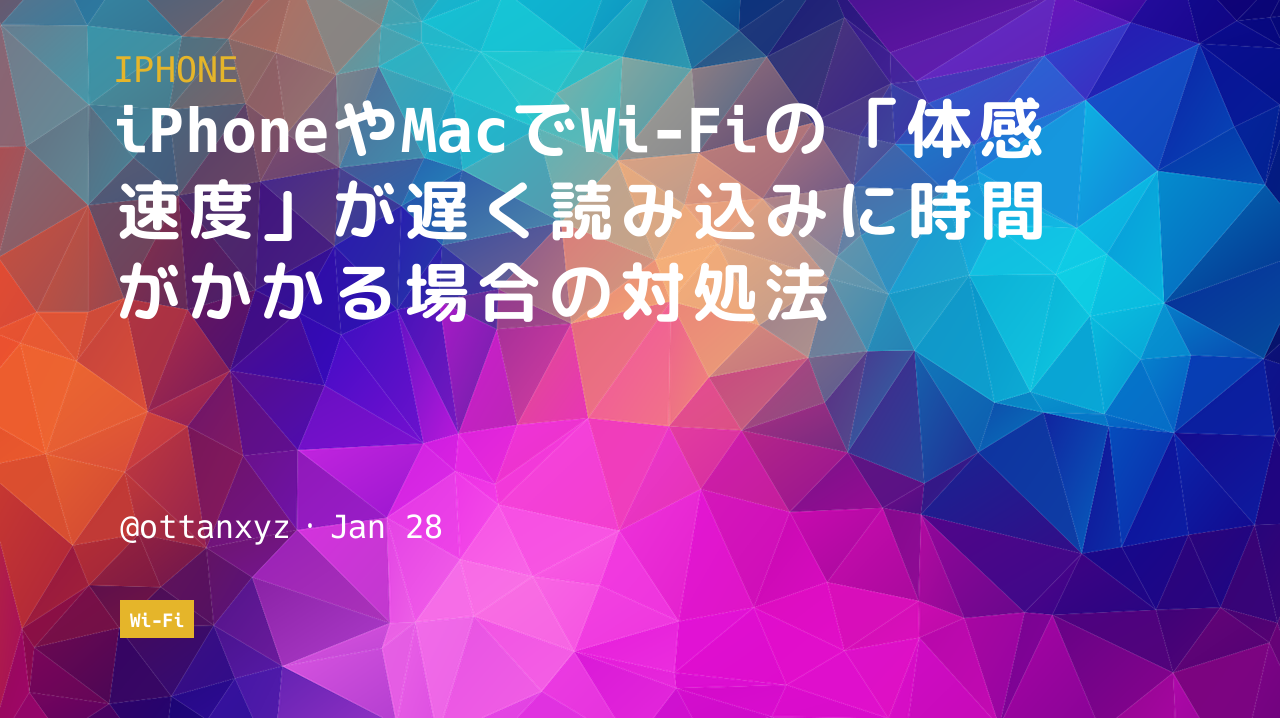 IPHONE
iPhoneやMacでWi-Fiの「体感
速度」が遅く読み込みに時間
がかかる場合の対処法
@ottanxyz・Jan 28
Wi-Fi